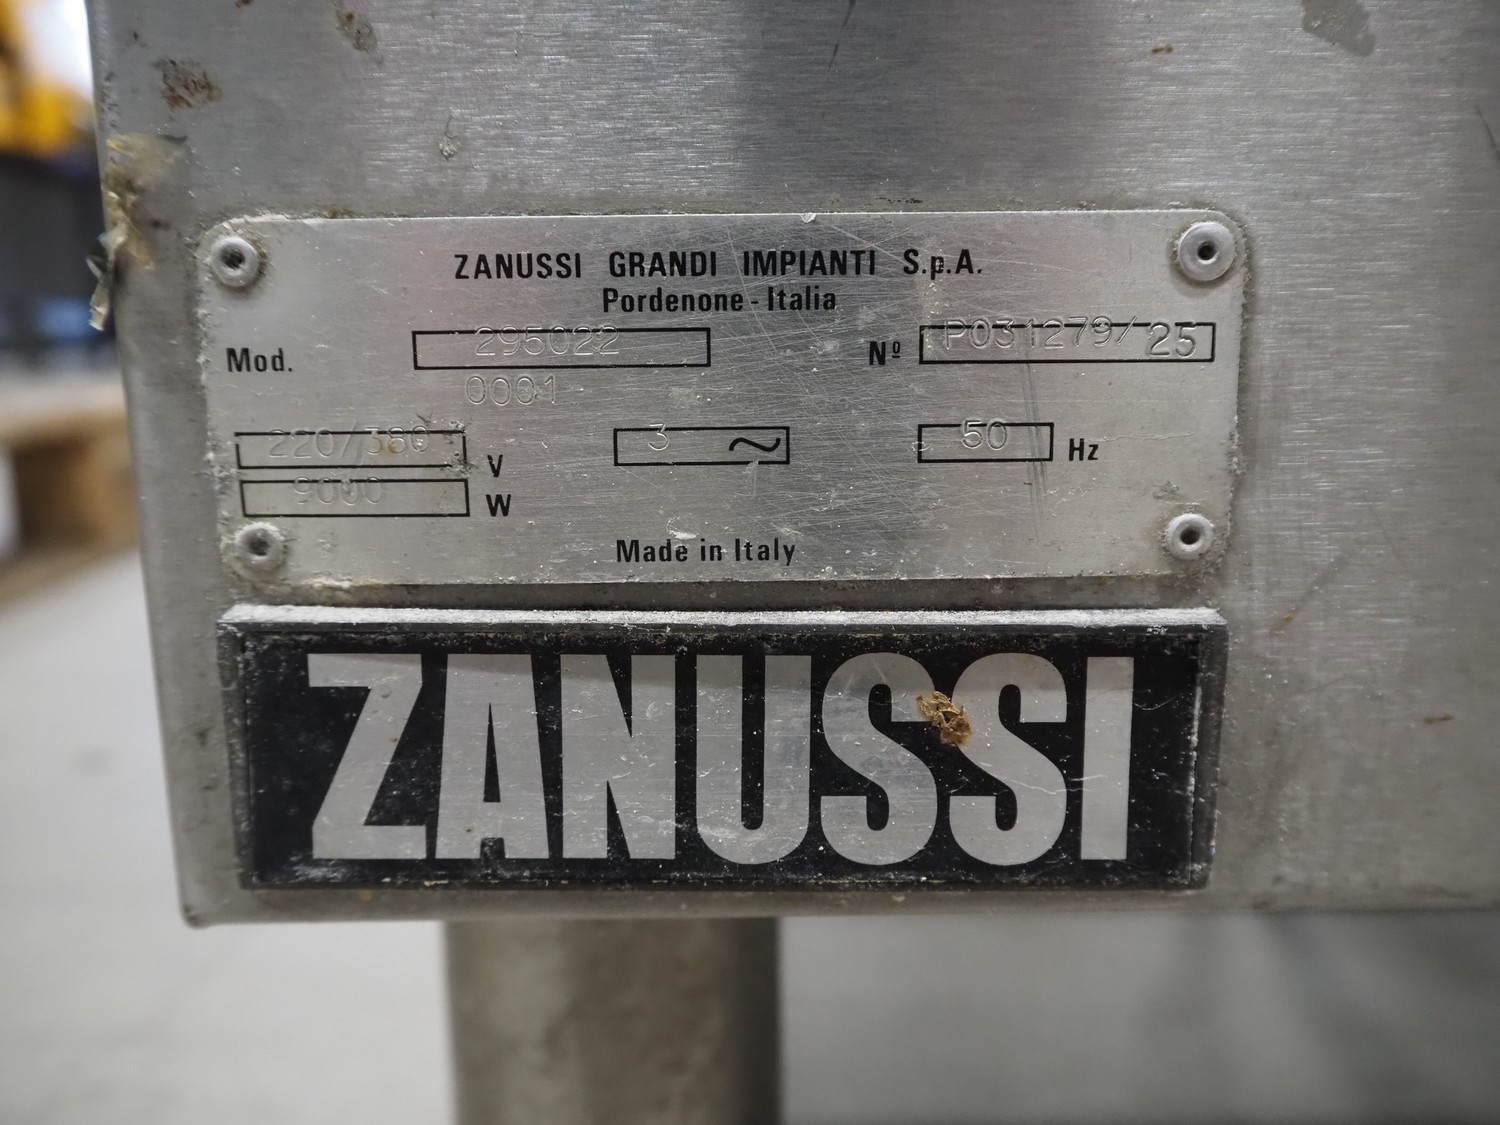 ZANUSSI GRANDI IMPIANTI S.p.A.
Pordenone - Italia
Mod. 295022 Nº P031279/25
0001
220/380 V 3 ~ 50 Hz
9000 W
Made in Italy
ZANUSSI